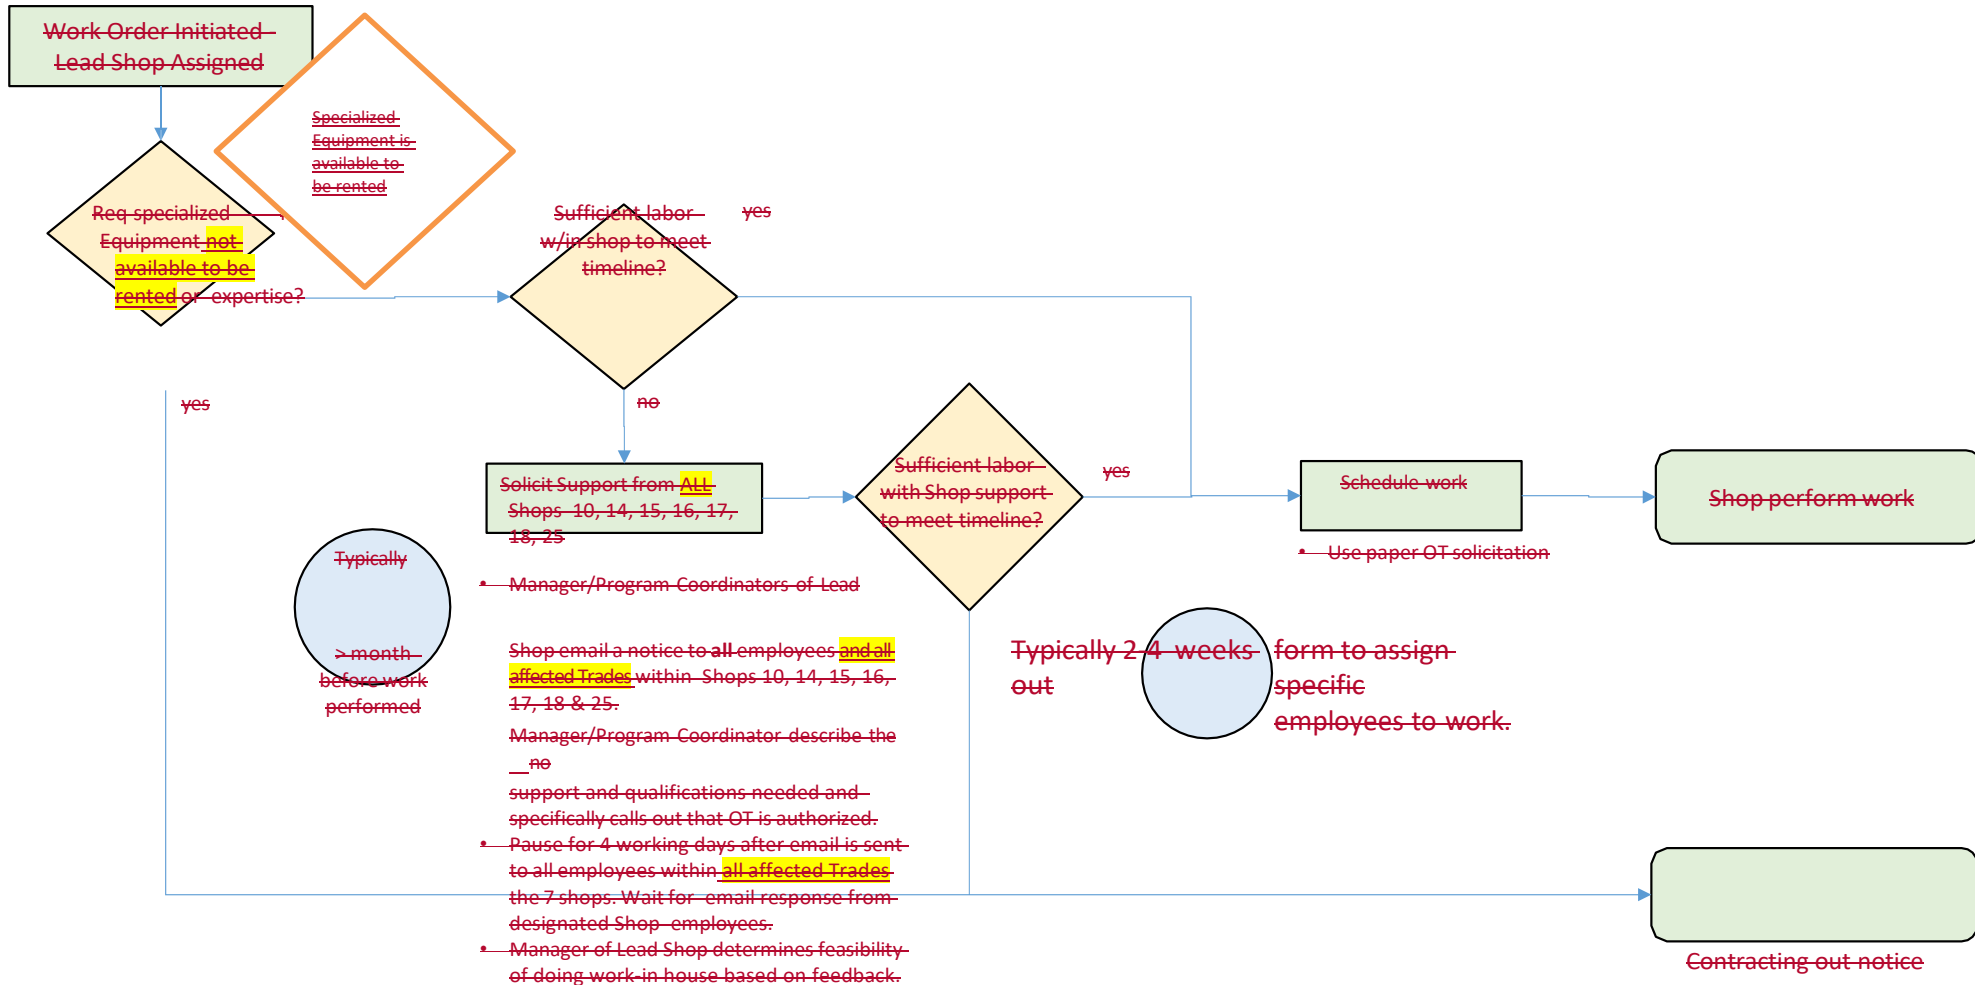 Work Order Initiated -
Lead Shop Assigned
Specialized
Equipment is
available to
be rented
Req specialized
Equipment not
available to be
rented or expertise?
Sufficient labor
w/in shop to meet
timeline?
yes
yes
no
Solicit Support from ALL
Shops 10, 14, 15, 16, 17,
18, 25
Sufficient labor
with Shop support
to meet timeline?
yes
Schedule work
Shop perform work
• Use paper OT solicitation
Typically
> month
before work
performed
• Manager/Program Coordinators of Lead
Shop email a notice to all employees and all
affected Trades within Shops 10, 14, 15, 16,
17, 18 & 25.
Manager/Program Coordinator describe the
no
support and qualifications needed and
specifically calls out that OT is authorized.
• Pause for 4 working days after email is sent
to all employees within all affected Trades
the 7 shops. Wait for email response from
designated Shop employees.
• Manager of Lead Shop determines feasibility
of doing work-in house based on feedback.
Typically 2-4 weeks
out
form to assign
specific
employees to work.
Contracting out notice